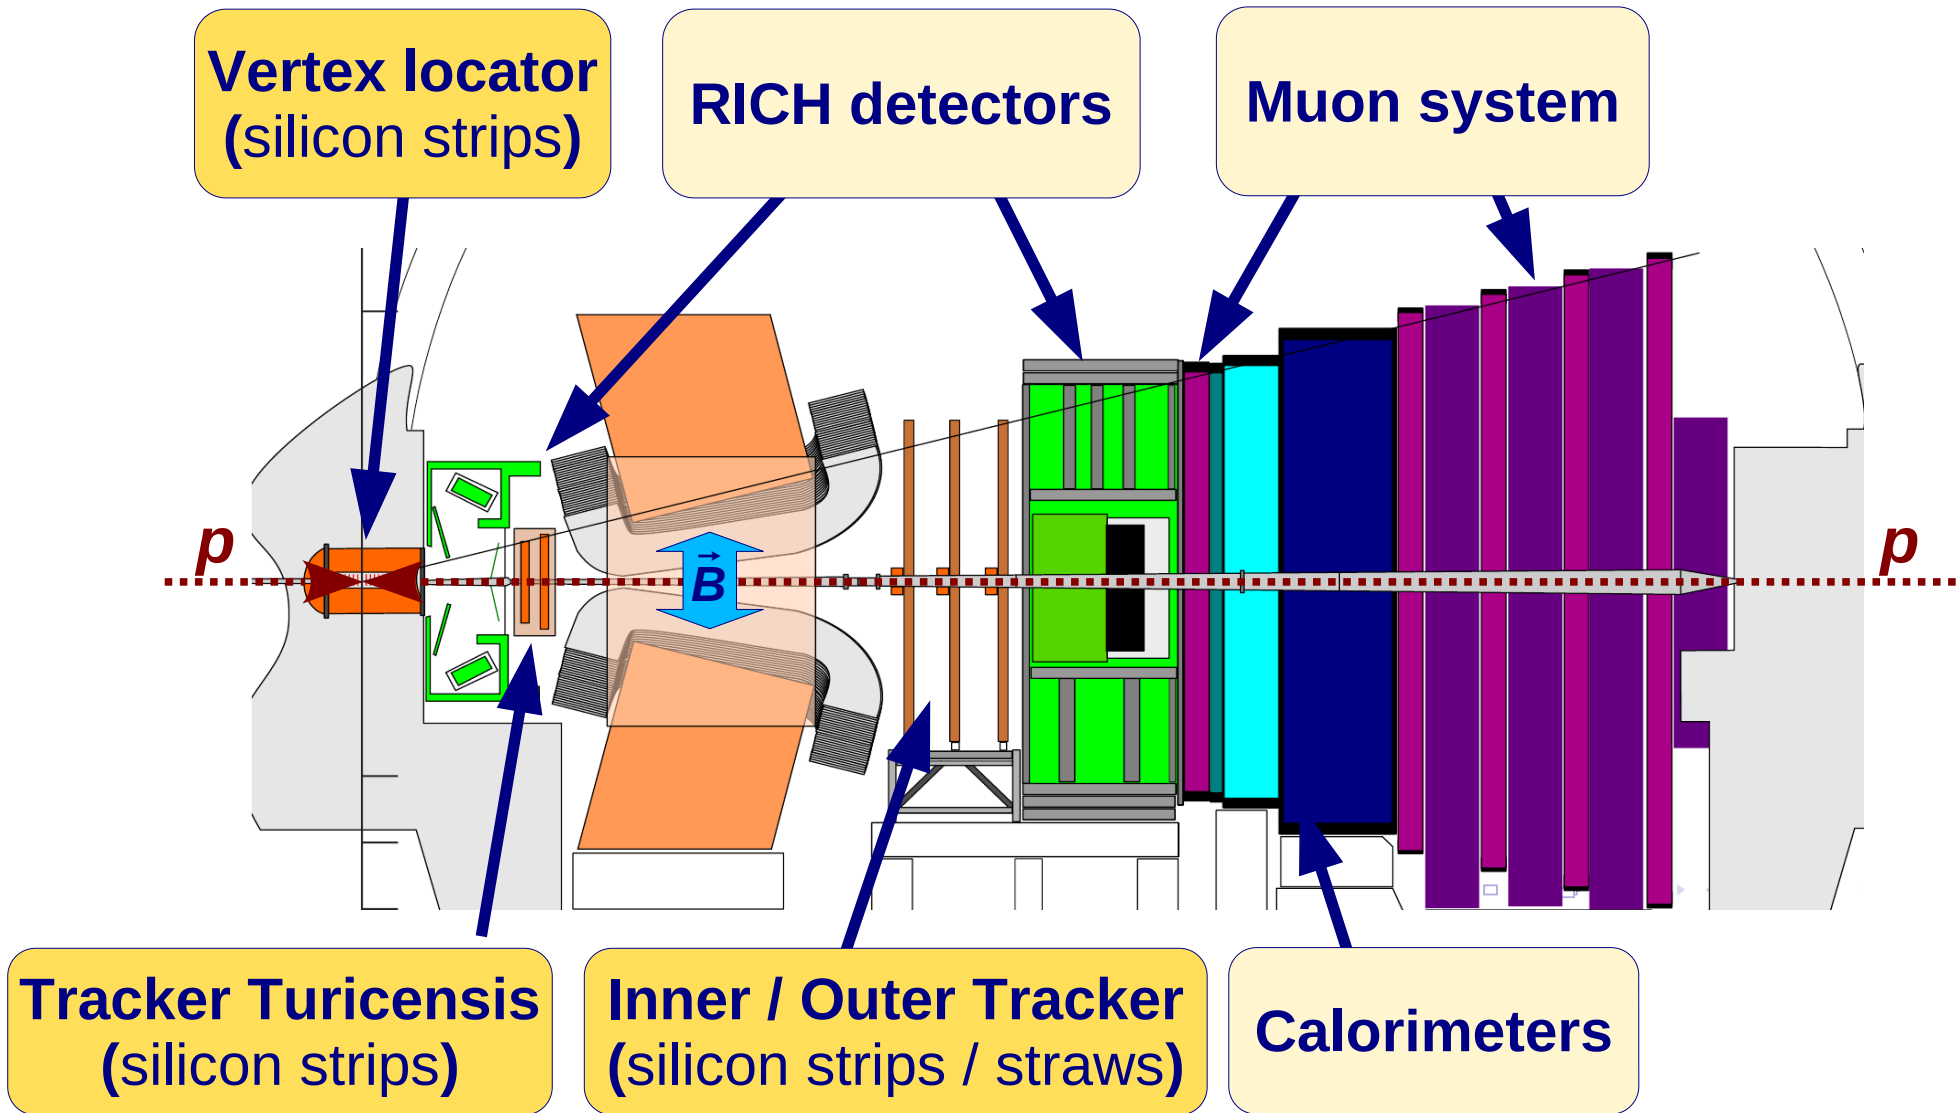 Vertex locator
(silicon strips)
RICH detectors
Muon system
p
p
B
Tracker Turicensis
(silicon strips)
Inner / Outer Tracker
(silicon strips / straws)
Calorimeters